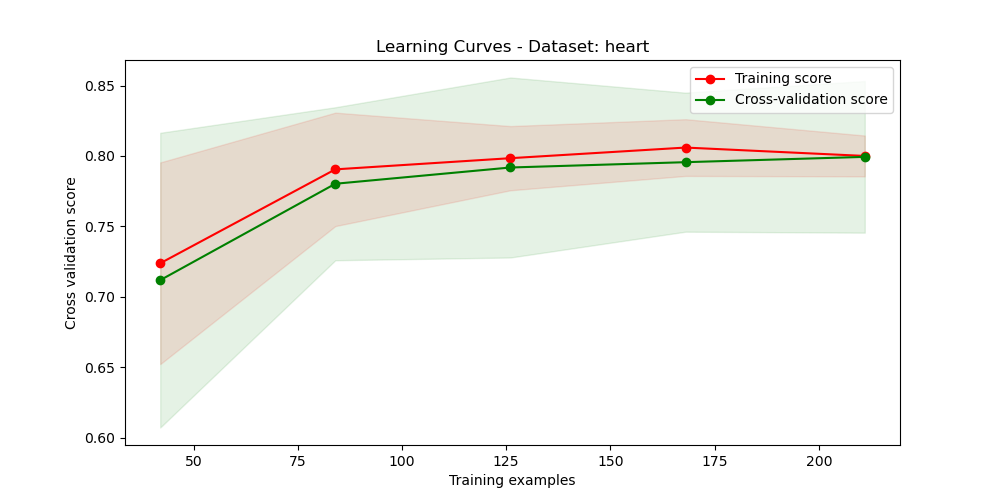 Learning Curves - Dataset: heart
Training score
Cross-validation score
0.85
0.80
0.75
0.70
0.65
0.60
Cross validation score
50
75
100
125
150
175
200
Training examples